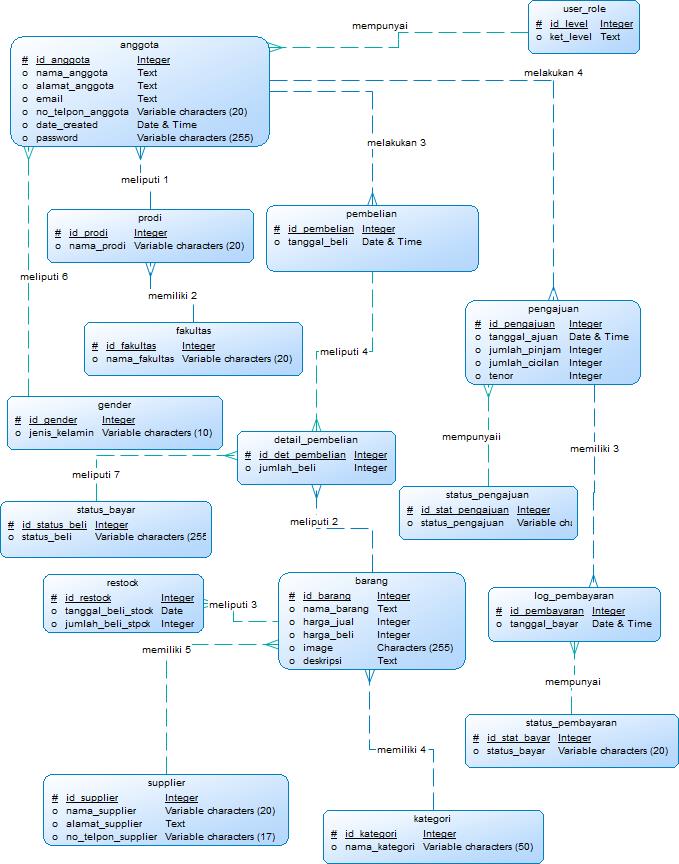 user_role
# id_level Integer
o ket_level Text
mempunyai
anggota
# id_anggota Integer
o nama_anggota Text
o alamat_anggota Text
o email Text
o no_telpon_anggota Variable characters (20)
o date_created Date & Time
o password Variable characters (255)
melakukan 4
melakukan 3
meliputi 1
prodi
# id_prodi Integer
o nama_prodi Variable characters (20)
pembelian
# id_pembelian Integer
o tanggal_beli Date & Time
meliputi 6
memiliki 2
fakultas
# id_fakultas Integer
o nama_fakultas Variable characters (20)
pengajuan
# id_pengajuan Integer
o tanggal_ajuan Date & Time
o jumlah_pinjam Integer
o jumlah_cicilan Integer
o tenor Integer
meliputi 4
gender
# id_gender Integer
o jenis_kelamin Variable characters (10)
detail_pembelian
# id_det_pembelian Integer
o jumlah_beli Integer
mempunyaii
memiliki 3
meliputi 7
status_bayar
# id_status_beli Integer
o status_beli Variable characters (255
status_pengajuan
# id_stat_pengajuan Integer
o status_pengajuan Variable cha
meliputi 2
restock
# id_restock Integer
o tanggal_beli_stock Date
o jumlah_beli_stpck Integer
meliputi 3
barang
# id_barang Integer
o nama_barang Text
o harga_jual Integer
o harga_beli Integer
o image Characters (255)
o deskripsi Text
log_pembayaran
# id_pembayaran Integer
o tanggal_bayar Date & Time
memiliki 5
mempunyai
status_pembayaran
# id_stat_bayar Integer
o status_bayar Variable characters (20)
memiliki 4
supplier
# id_supplier Integer
o nama_supplier Variable characters (20)
o alamat_supplier Text
o no_telpon_supplier Variable characters (17)
kategori
# id_kategori Integer
o nama_kategori Variable characters (50)